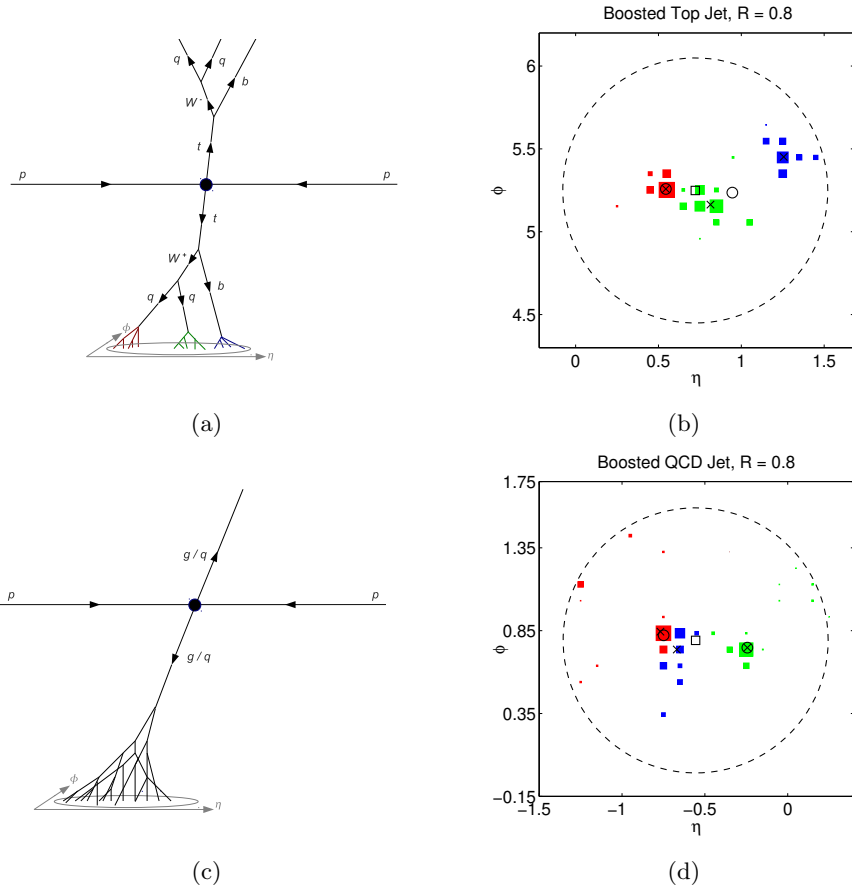 Boosted Top Jet, R = 0.8
q q b
W-
t
p p
t
W+
q q b
ϕ
η
6
5.5
ϕ
5
4.5
0 0.5 1 1.5
η
(a) (b)
Boosted QCD Jet, R = 0.8
g / q
p p
g / q
ϕ
η
1.75
1.35
0.85
ϕ
0.35
-0.15
−1.5 −1 −0.5 0
η
(c) (d)